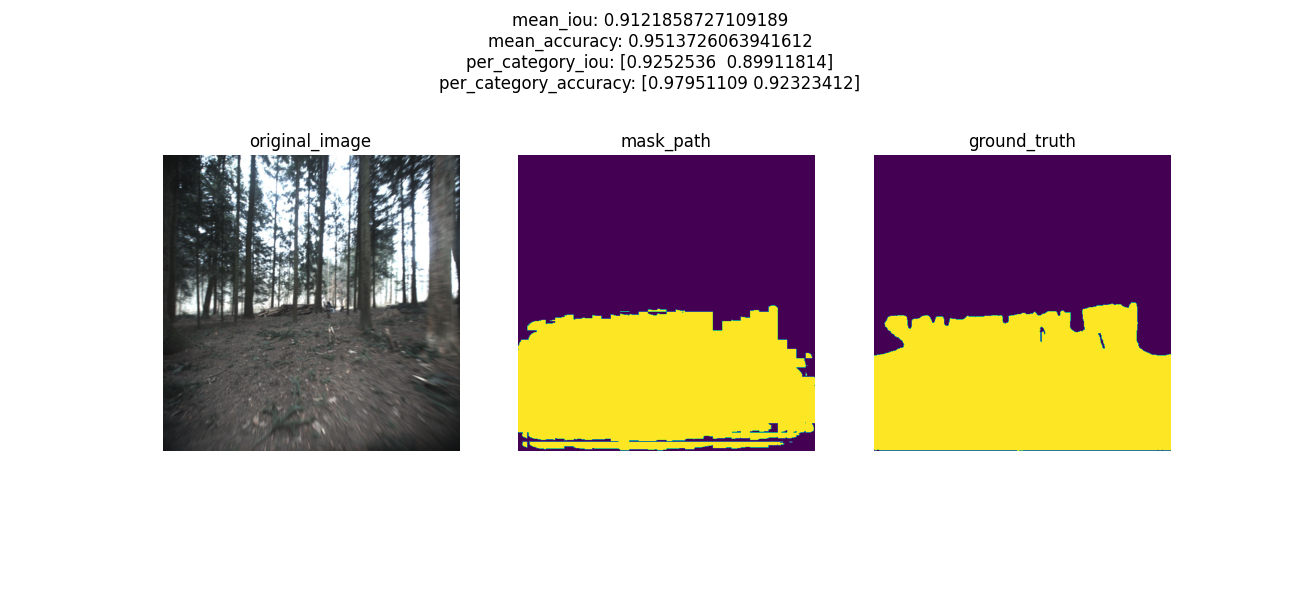 mean_iou: 0.9121858727109189
mean_accuracy: 0.9513726063941612
per_category_iou: [0.9252536  0.89911814]
per_category_accuracy: [0.97951109 0.92323412]
original_image
mask_path
ground_truth